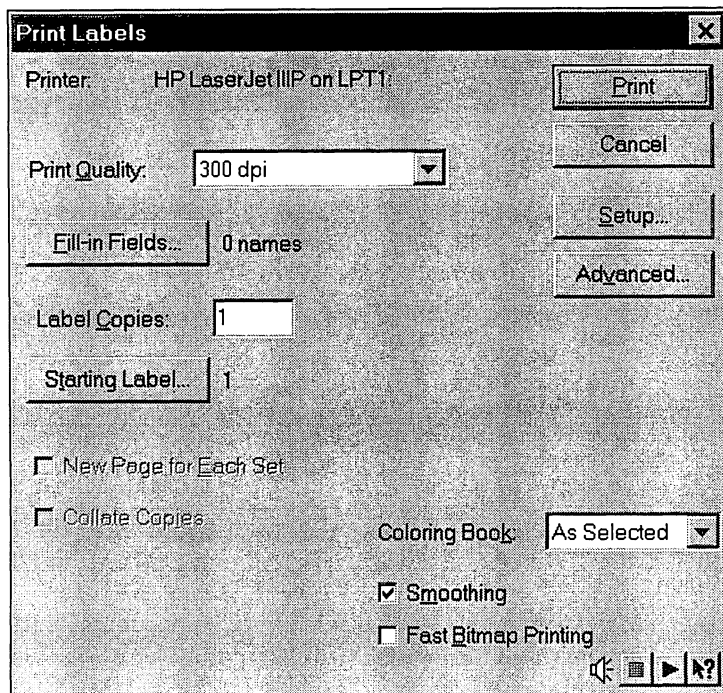 Print Labels
Printer: HP LaserJet IIIP on LPT1:
Print
Cancel
Print Quality: 300 dpi
Setup...
Fill-in Fields... 0 names
Advanced...
Label Copies: 1
Starting Label... 1
New Page for Each Set
Collate Copies
Coloring Book: As Selected
Smoothing
Fast Bitmap Printing
?